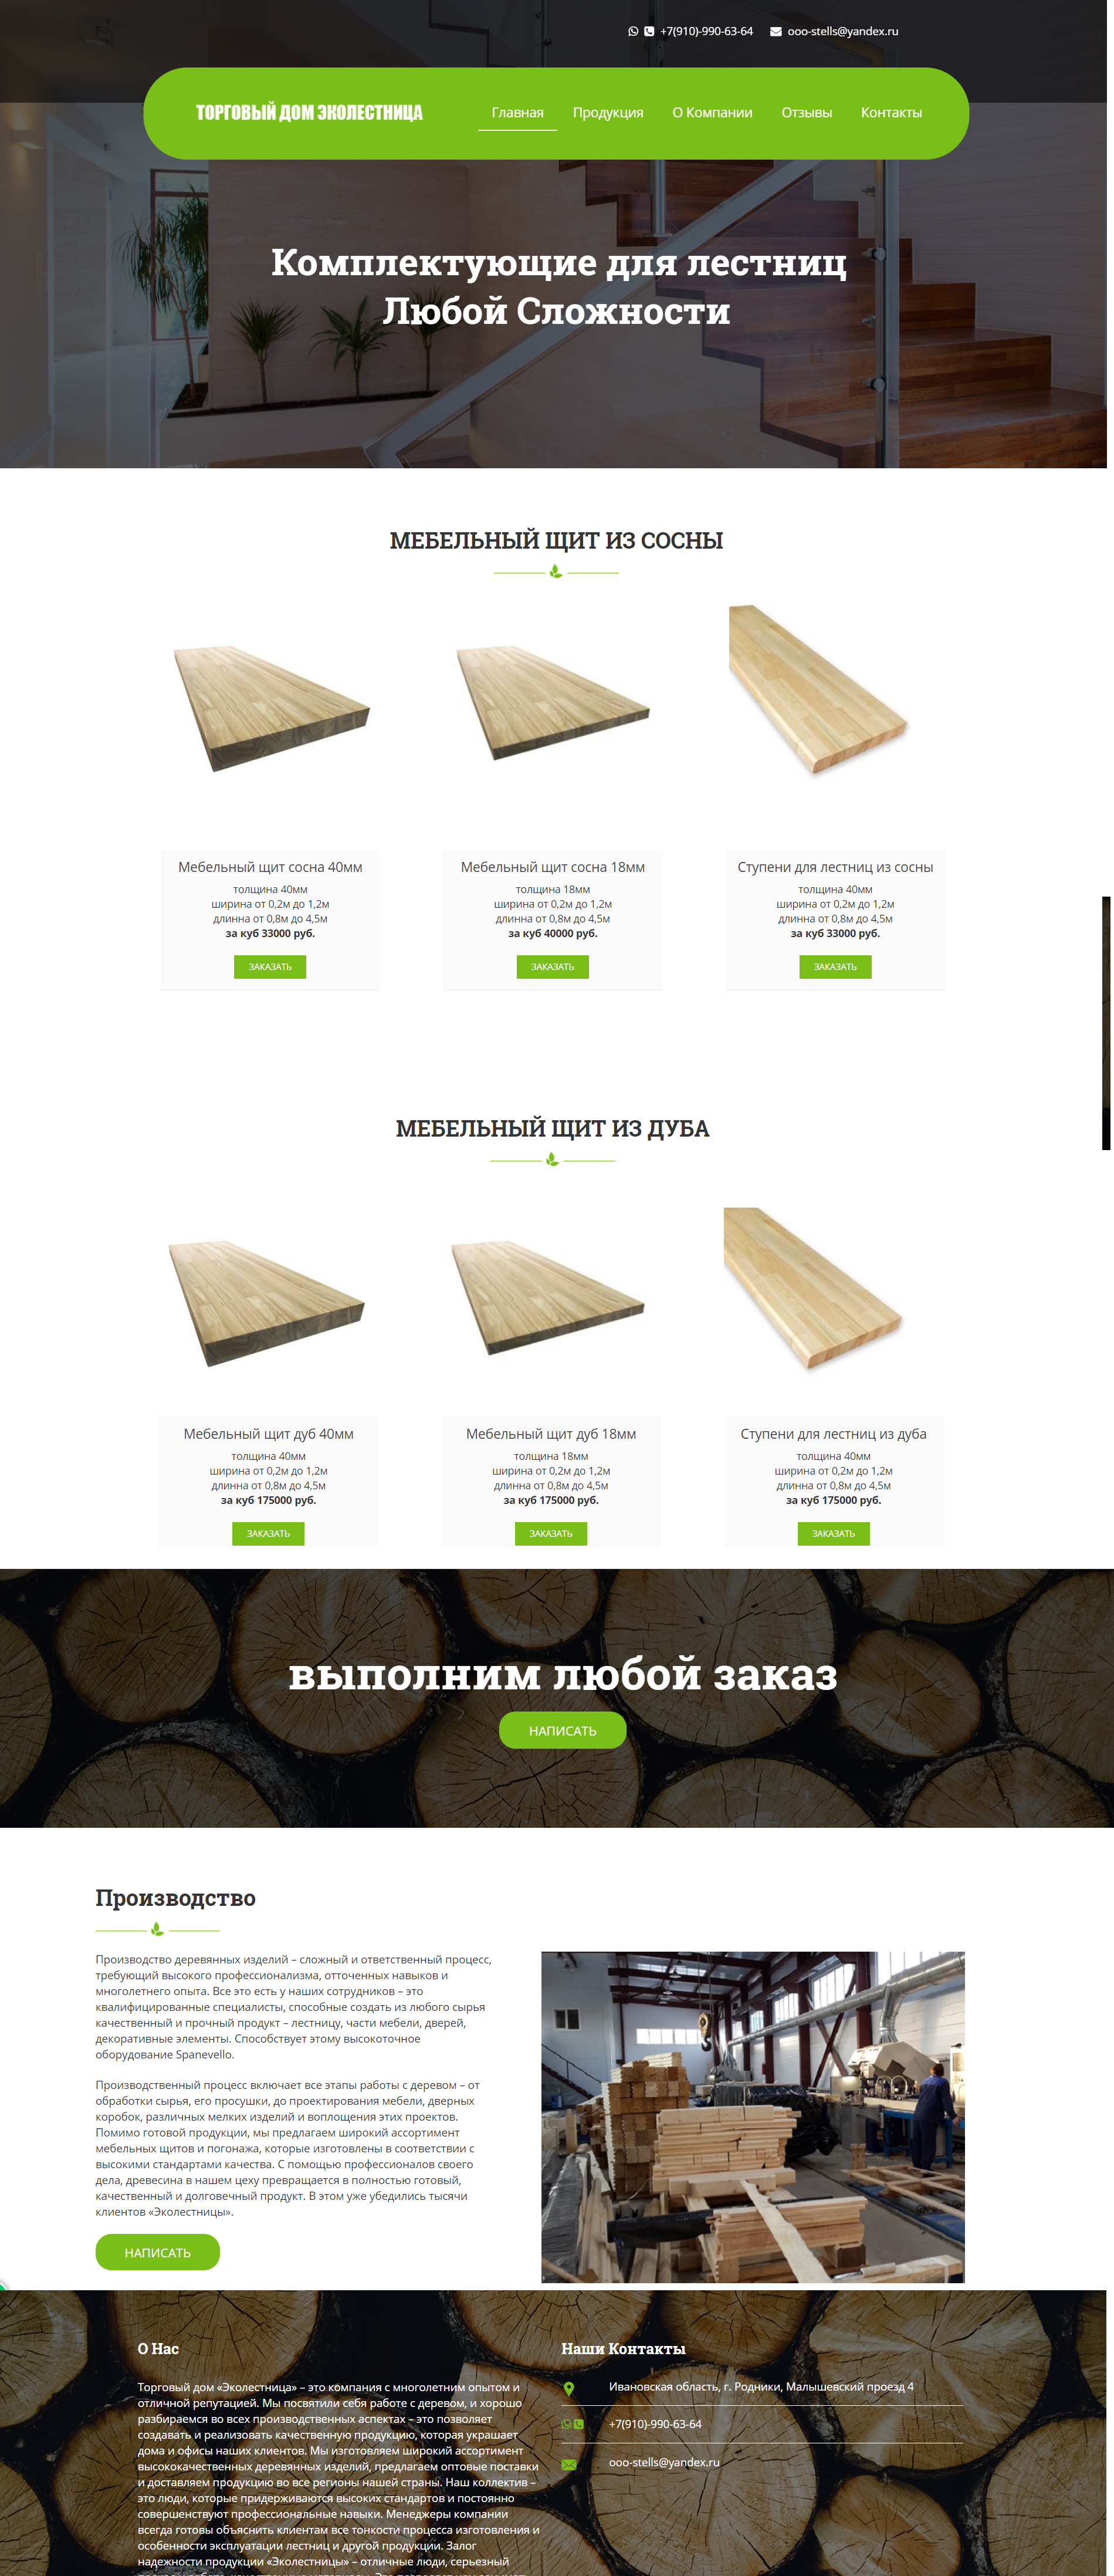 +7(910)-990-63-64 ooo-stells@yandex.ru
ТОРГОВЫЙ ДОМ ЭКОЛЕСТНИЦА
Главная Продукция О Компании Отзывы Контакты
Комплектующие для лестниц
Любой Сложности
МЕБЕЛЬНЫЙ ЩИТ ИЗ СОСНЫ
Мебельный щит сосна 40мм
толщина 40мм
ширина от 0,2м до 1,2м
длинна от 0,8м до 4,5м
за куб 33000 руб.
ЗАКАЗАТЬ
Мебельный щит сосна 18мм
толщина 18мм
ширина от 0,2м до 1,2м
длинна от 0,8м до 4,5м
за куб 40000 руб.
ЗАКАЗАТЬ
Ступени для лестниц из сосны
толщина 40мм
ширина от 0,2м до 1,2м
длинна от 0,8м до 4,5м
за куб 33000 руб.
ЗАКАЗАТЬ
МЕБЕЛЬНЫЙ ЩИТ ИЗ ДУБА
Мебельный щит дуб 40мм
толщина 40мм
ширина от 0,2м до 1,2м
длинна от 0,8м до 4,5м
за куб 175000 руб.
ЗАКАЗАТЬ
Мебельный щит дуб 18мм
толщина 18мм
ширина от 0,2м до 1,2м
длинна от 0,8м до 4,5м
за куб 175000 руб.
ЗАКАЗАТЬ
Ступени для лестниц из дуба
толщина 40мм
ширина от 0,2м до 1,2м
длинна от 0,8м до 4,5м
за куб 175000 руб.
ЗАКАЗАТЬ
выполним любой заказ
НАПИСАТЬ
Производство
Производство деревянных изделий – сложный и ответственный процесс,
требующий высокого профессионализма, отточенных навыков и
многолетнего опыта. Все это есть у наших сотрудников – это
квалифицированные специалисты, способные создать из любого сырья
качественный и прочный продукт – лестницу, части мебели, дверей,
декоративные элементы. Способствует этому высокоточное
оборудование Spanevello.
Производственный процесс включает все этапы работы с деревом – от
обработки сырья, его просушки, до проектирования мебели, дверных
коробок, различных мелких изделий и воплощения этих проектов.
Помимо готовой продукции, мы предлагаем широкий ассортимент
мебельных щитов и погонажа, которые изготовлены в соответствии с
высокими стандартами качества. С помощью профессионалов своего
дела, древесина в нашем цеху превращается в полностью готовый,
качественный и долговечный продукт. В этом уже убедились тысячи
клиентов «Эколестницы».
НАПИСАТЬ
О Нас
Торговый дом «Эколестница» – это компания с многолетним опытом и
отличной репутацией. Мы посвятили себя работе с деревом, и хорошо
разбираемся во всех производственных аспектах – это позволяет
создавать и реализовать качественную продукцию, которая украшает
дома и офисы наших клиентов. Мы изготовляем широкий ассортимент
высококачественных деревянных изделий, предлагаем оптовые поставки
и доставляем продукцию во все регионы нашей страны. Наш коллектив –
это люди, которые придерживаются высоких стандартов и постоянно
совершенствуют профессиональные навыки. Менеджеры компании
всегда готовы объяснить клиентам все тонкости процесса изготовления и
особенности эксплуатации лестниц и другой продукции. Залог
надежности продукции «Эколестницы» – отличные люди, серьезный
Наши Контакты
Ивановская область, г. Родники, Малышевский проезд 4
+7(910)-990-63-64
ooo-stells@yandex.ru